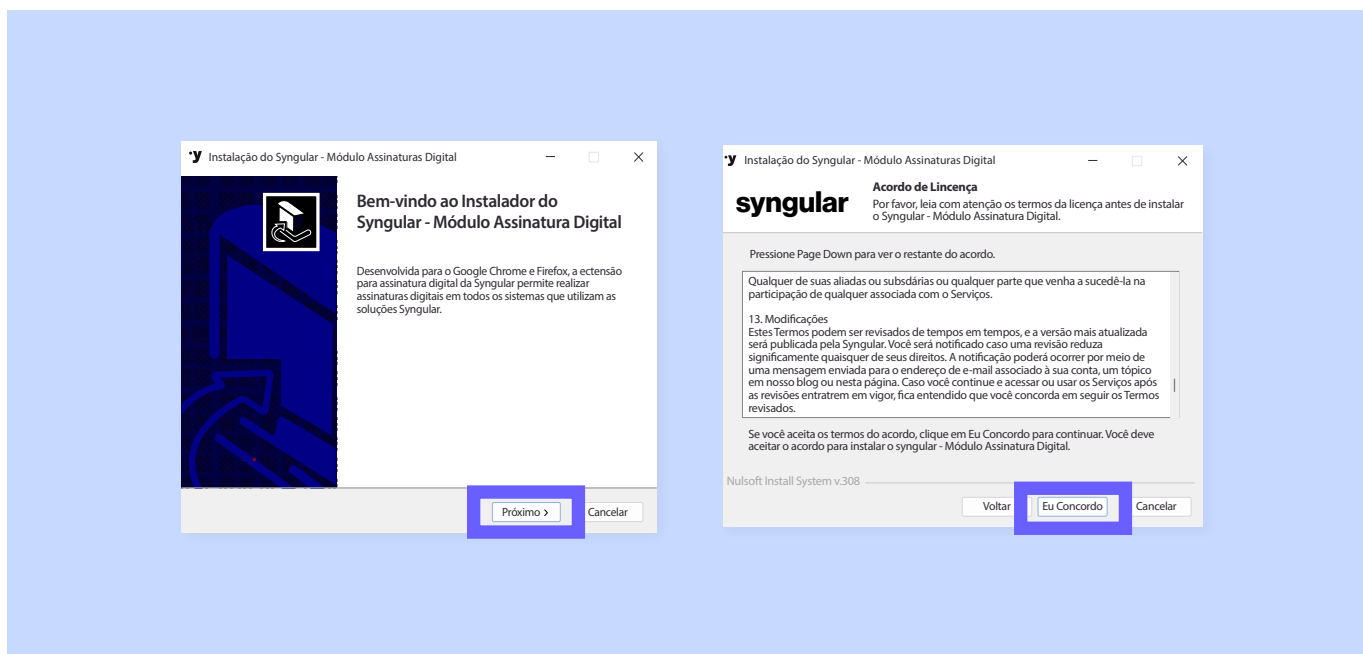 Instalação do Syngular - Módulo Assinaturas Digital
Bem-vindo ao Instalador do
Syngular - Módulo Assinatura Digital
Desenvolvida para o Google Chrome e Firefox, a ectensão
para assinatura digital da Syngular permite realizar
assinaturas digitais em todos os sistemas que utilizam as
soluções Syngular.
Próximo >
Cancelar
Instalação do Syngular - Módulo Assinaturas Digital
syngular
Acordo de Lincença
Por favor, leia com atenção os termos da licença antes de instalar
o Syngular - Módulo Assinatura Digital.
Pressione Page Down para ver o restante do acordo.
Qualquer de suas aliadas ou subsdárias ou qualquer parte que venha a sucedê-la na
participação de qualquer associada com o Serviços.
13. Modificações
Estes Termos podem ser revisados de tempos em tempos, e a versão mais atualizada
será publicada pela Syngular. Você será notificado caso uma revisão reduza
significamente quaisquer de seus direitos. A notificação poderá ocorrer por meio de
uma mensagem enviada para o endereço de e-mail associado à sua conta, um tópico
em nosso blog ou nesta página. Caso você continue e acessar ou usar os Serviços após
as revisões entratrem em vigor, fica entendido que você concorda em seguir os Termos
revisados.
Se você aceita os termos do acordo, clique em Eu Concordo para continuar. Você deve
aceitar o acordo para instalar o syngular - Módulo Assinatura Digital.
Nulsoft Install System v.308
Voltar
Eu Concordo
Cancelar